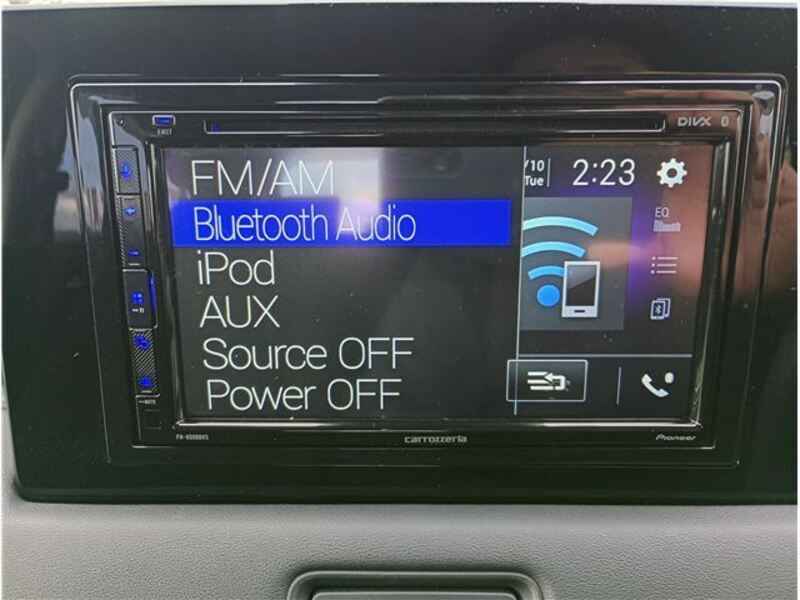 EJECT
DIVX
FM/AM
Bluetooth Audio
iPod
AUX
Source OFF
Power OFF
/10
Tue
2:23
EQ
MUTE
carrozzeria
Pioneer